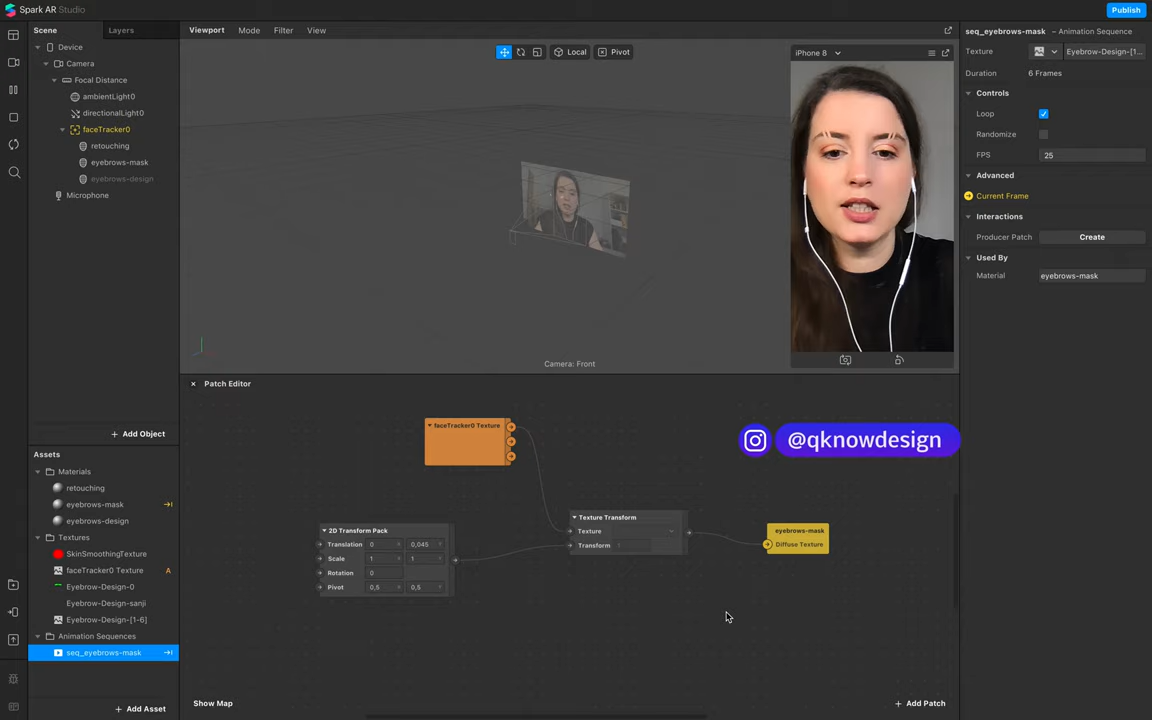 Spark AR Studio
Publish
Scene
Layers
Device
Camera
Focal Distance
ambientLight0
directionalLight0
faceTracker0
retouching
eyebrows-mask
eyebrows-design
Microphone
Add Object
Assets
Materials
retouching
eyebrows-mask
eyebrows-design
Textures
SkinSmoothingTexture
faceTracker0 Texture A
Eyebrow-Design-0
Eyebrow-Design-sanji
Eyebrow-Design-[1-6]
Animation Sequences
seq_eyebrows-mask
Add Asset
Viewport Mode Filter View
Local
Pivot
iPhone 8
Camera: Front
Patch Editor
faceTracker0 Texture
@qknowdesign
2D Transform Pack
Translation 0 0,045
Scale 1 1
Rotation 0
Pivot 0,5 0,5
Texture Transform
Texture
Transform
eyebrows-mask
Diffuse Texture
Show Map
Add Patch
seq_eyebrows-mask – Animation Sequence
Texture Eyebrow-Design-[1...
Duration 6 Frames
Controls
Loop
Randomize
FPS 25
Advanced
Current Frame
Interactions
Producer Patch Create
Used By
Material eyebrows-mask